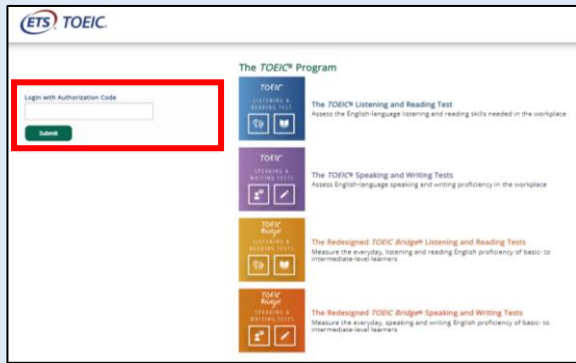 ETS TOEIC.
Login with Authorization Code
Submit
The TOEIC® Program
TOEIC
LISTENING &
READING TEST
The TOEIC® Listening and Reading Test
Assess the English-language listening and reading skills needed in the workplace
TOEIC
SPEAKING &
WRITING TESTS
The TOEIC® Speaking and Writing Tests
Assess English-language speaking and writing proficiency in the workplace
TOEIC
Bridge
LISTENING &
READING TESTS
The Redesigned TOEIC Bridge® Listening and Reading Tests
Measure the everyday, listening and reading English proficiency of basic- to
intermediate-level learners
TOEIC
Bridge
SPEAKING &
WRITING TESTS
The Redesigned TOEIC Bridge® Speaking and Writing Tests
Measure the everyday, speaking and writing English proficiency of basic- to
intermediate-level learners